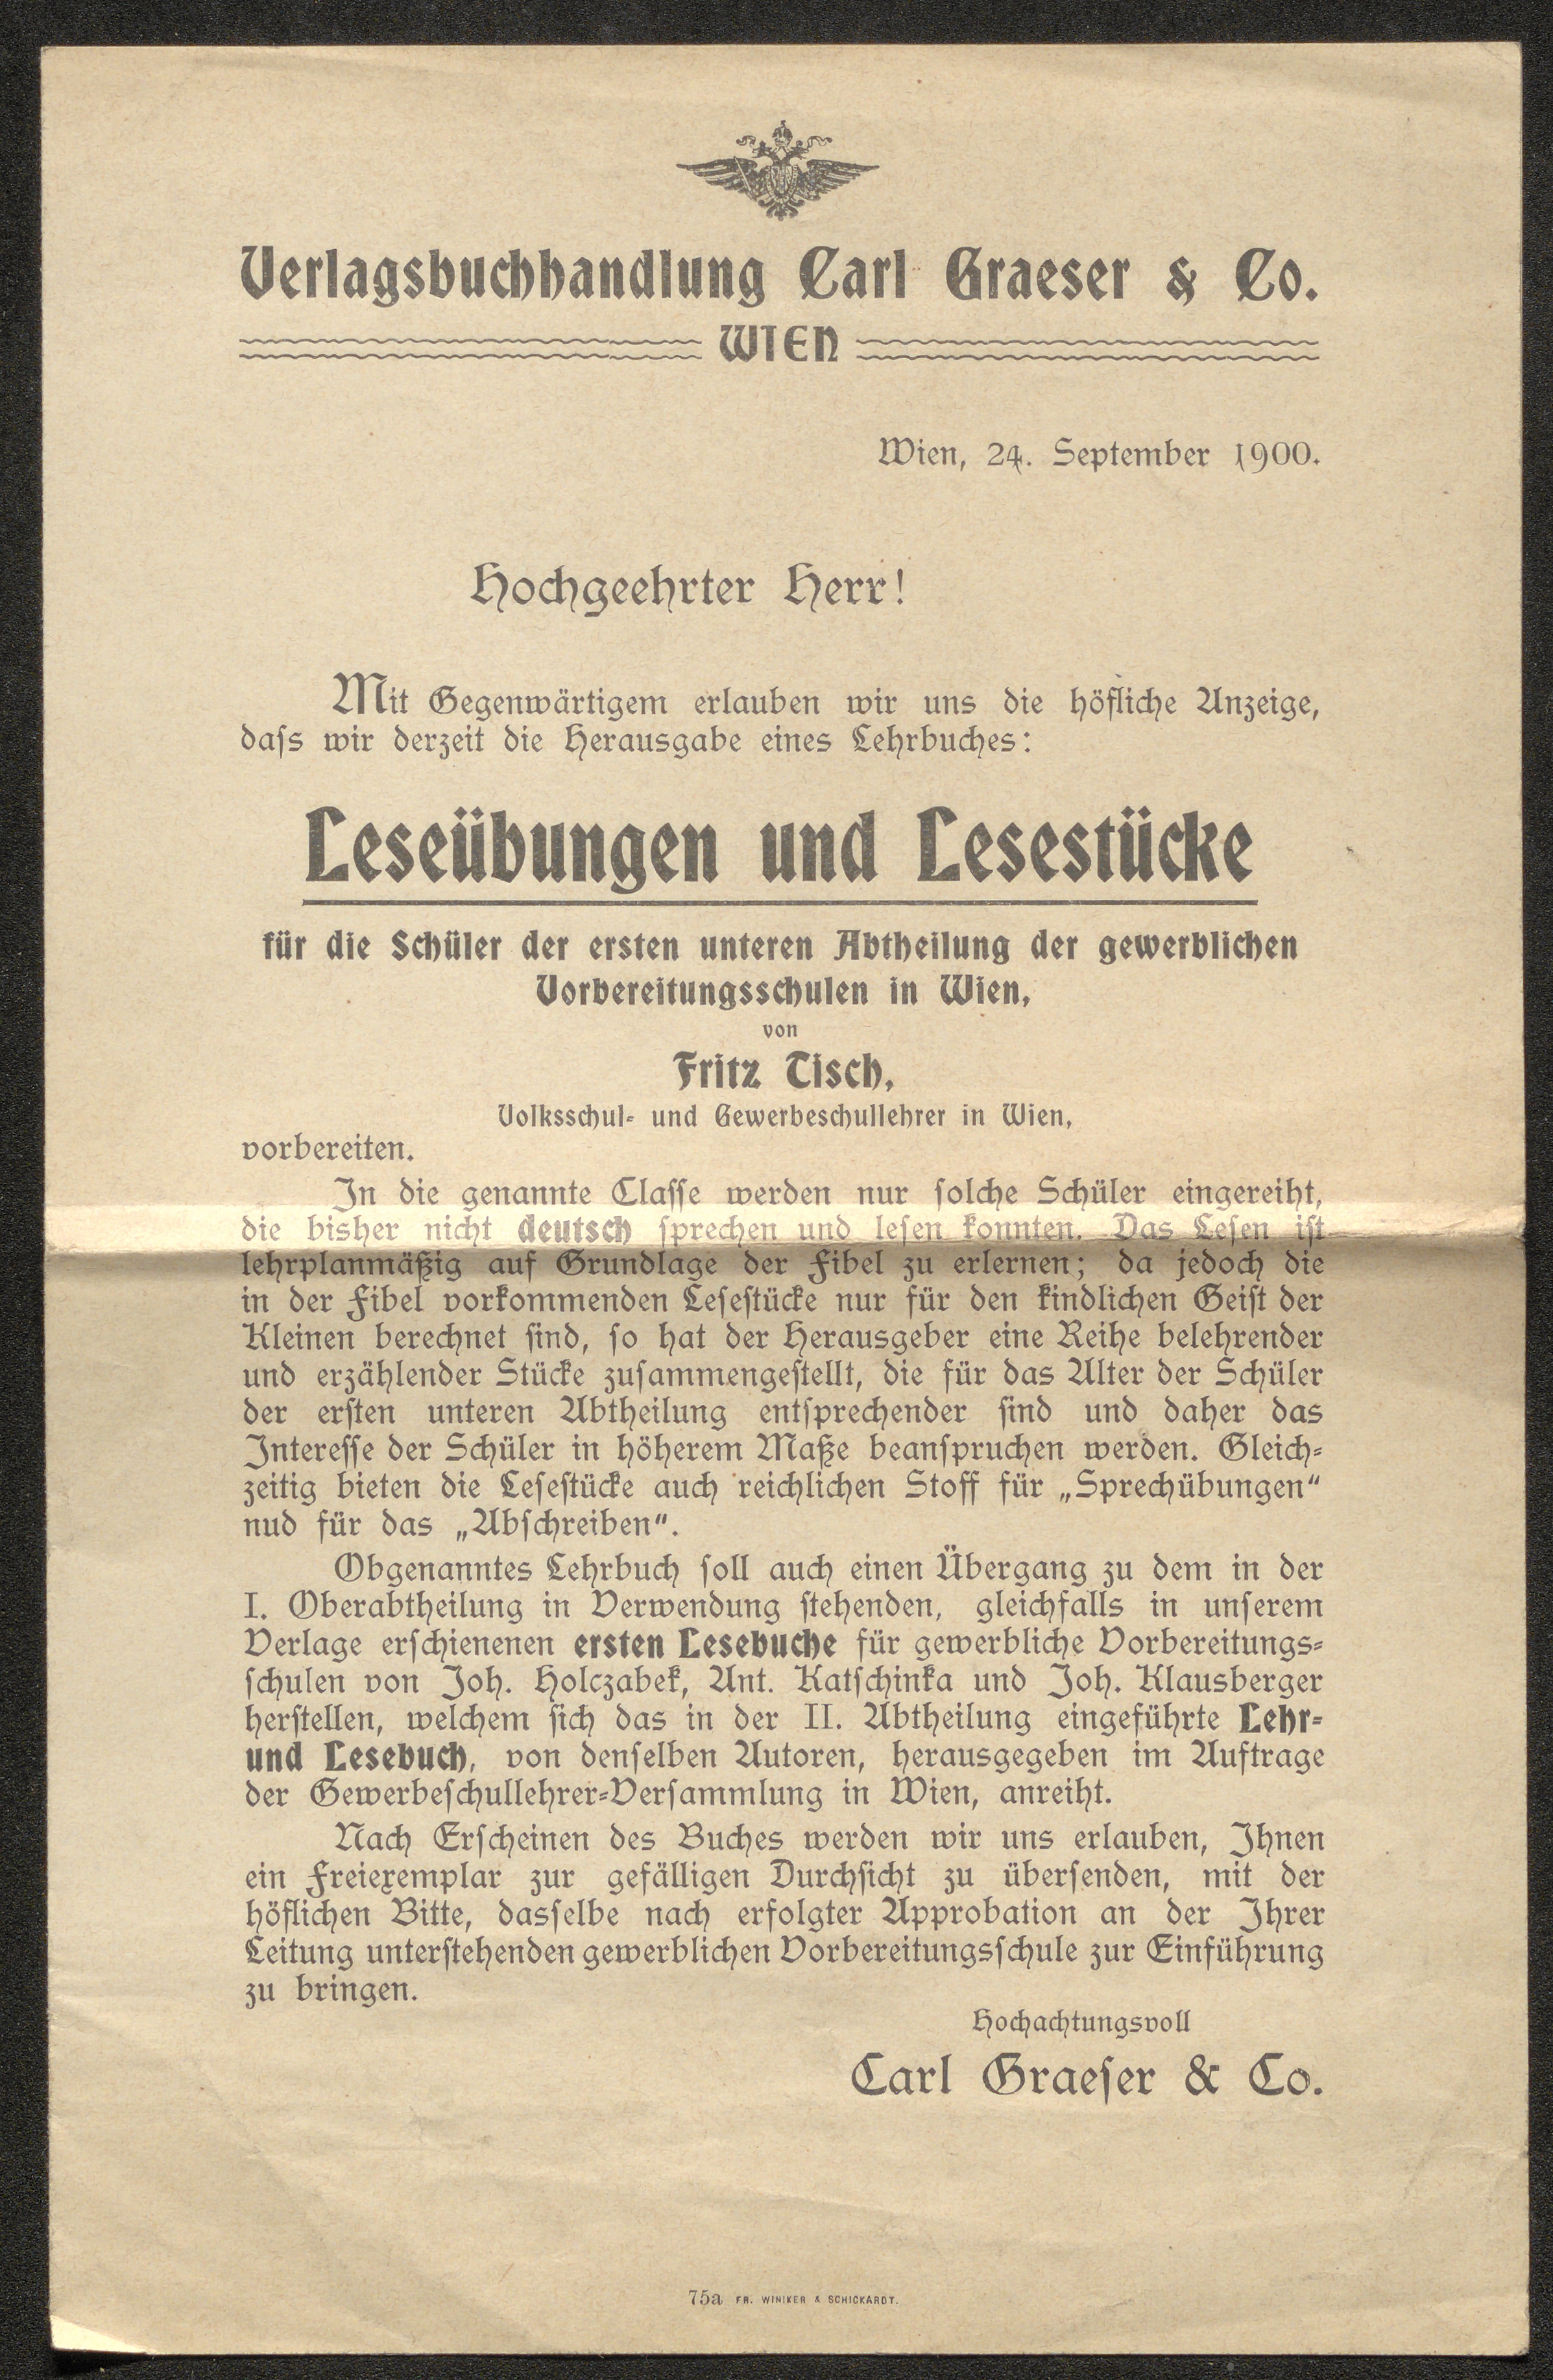 Verlagsbuchhandlung Carl Graeser & Co.
WIEN
Wien, 24. September 1900.
Hochgeehrter Herr!
Mit Gegenwärtigem erlauben wir uns die höfliche Anzeige,
daſs wir derzeit die Herausgabe eines Lehrbuches:
Leseübungen und Lesestücke
für die Schüler der ersten unteren Abtheilung der gewerblichen
Vorbereitungsschulen in Wien,
von
Fritz Tisch,
Volksschul- und Gewerbeschullehrer in Wien,
vorbereiten.
In die genannte Claſſe werden nur ſolche Schüler eingereiht,
die bisher nicht deutsch ſprechen und leſen konnten. Das Leſen iſt
lehrplanmäßig auf Grundlage der Fibel zu erlernen; da jedoch die
in der Fibel vorkommenden Leſeſtücke nur für den kindlichen Geiſt der
Kleinen berechnet ſind, ſo hat der Herausgeber eine Reihe belehrender
und erzählender Stücke zuſammengeſtellt, die für das Alter der Schüler
der erſten unteren Abtheilung entſprechender ſind und daher das
Intereſſe der Schüler in höherem Maße beanſpruchen werden. Gleich-
zeitig bieten die Leſeſtücke auch reichlichen Stoff für „Sprechübungen“
nud für das „Abſchreiben“.
Obgenanntes Lehrbuch ſoll auch einen Übergang zu dem in der
I. Oberabtheilung in Verwendung ſtehenden, gleichfalls in unſerem
Verlage erſchienenen ersten Lesebuche für gewerbliche Vorbereitungs-
ſchulen von Joh. Holczabek, Ant. Katſchinka und Joh. Klausberger
herſtellen, welchem ſich das in der II. Abtheilung eingeführte Lehr-
und Lesebuch, von denſelben Autoren, herausgegeben im Auftrage
der Gewerbeſchullehrer-Verſammlung in Wien, anreiht.
Nach Erſcheinen des Buches werden wir uns erlauben, Ihnen
ein Freiexemplar zur gefälligen Durchſicht zu überſenden, mit der
höflichen Bitte, dasſelbe nach erfolgter Approbation an der Ihrer
Leitung unterſtehenden gewerblichen Vorbereitungsſchule zur Einführung
zu bringen.
Hochachtungsvoll
Carl Graeſer & Co.
75a FR. WINIKER & SCHICKARDT.